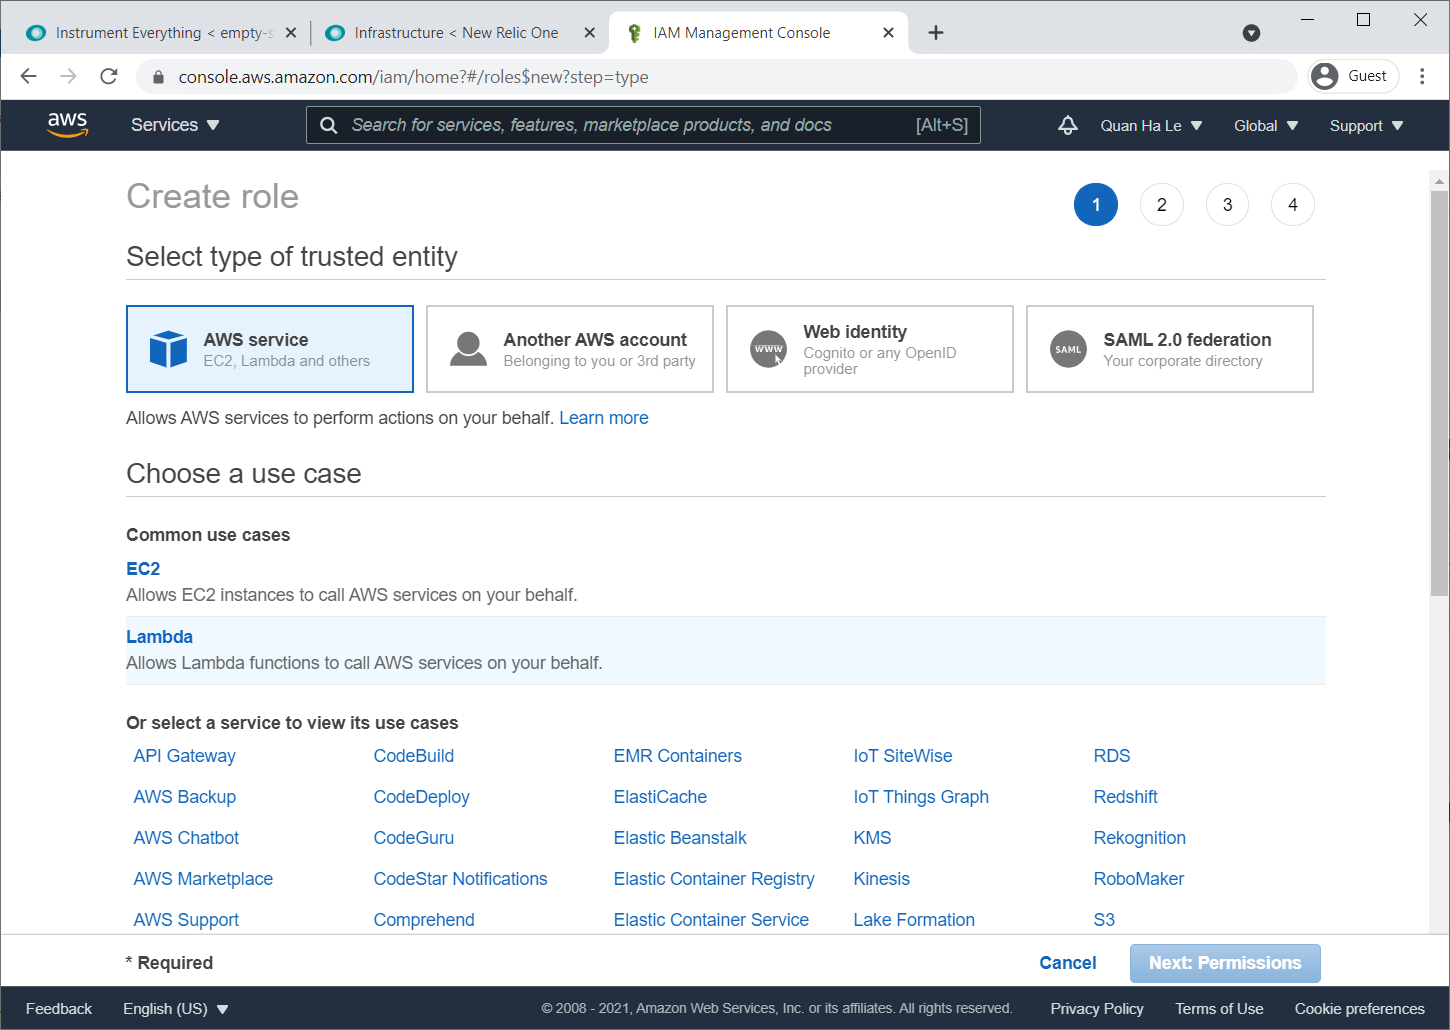 Instrument Everything < empty-s
Infrastructure < New Relic One
IAM Management Console
console.aws.amazon.com/iam/home?#/roles$new?step=type
Guest
aws
Services
Search for services, features, marketplace products, and docs
[Alt+S]
Quan Ha Le
Global
Support
Create role
1
2
3
4
Select type of trusted entity
AWS service
EC2, Lambda and others
Another AWS account
Belonging to you or 3rd party
www
Web identity
Cognito or any OpenID
provider
SAML
SAML 2.0 federation
Your corporate directory
Allows AWS services to perform actions on your behalf. Learn more
Choose a use case
Common use cases
EC2
Allows EC2 instances to call AWS services on your behalf.
Lambda
Allows Lambda functions to call AWS services on your behalf.
Or select a service to view its use cases
API Gateway CodeBuild EMR Containers IoT SiteWise RDS
AWS Backup CodeDeploy ElastiCache IoT Things Graph Redshift
AWS Chatbot CodeGuru Elastic Beanstalk KMS Rekognition
AWS Marketplace CodeStar Notifications Elastic Container Registry Kinesis RoboMaker
AWS Support Comprehend Elastic Container Service Lake Formation S3
* Required
Cancel
Next: Permissions
Feedback
English (US)
© 2008 - 2021, Amazon Web Services, Inc. or its affiliates. All rights reserved.
Privacy Policy
Terms of Use
Cookie preferences